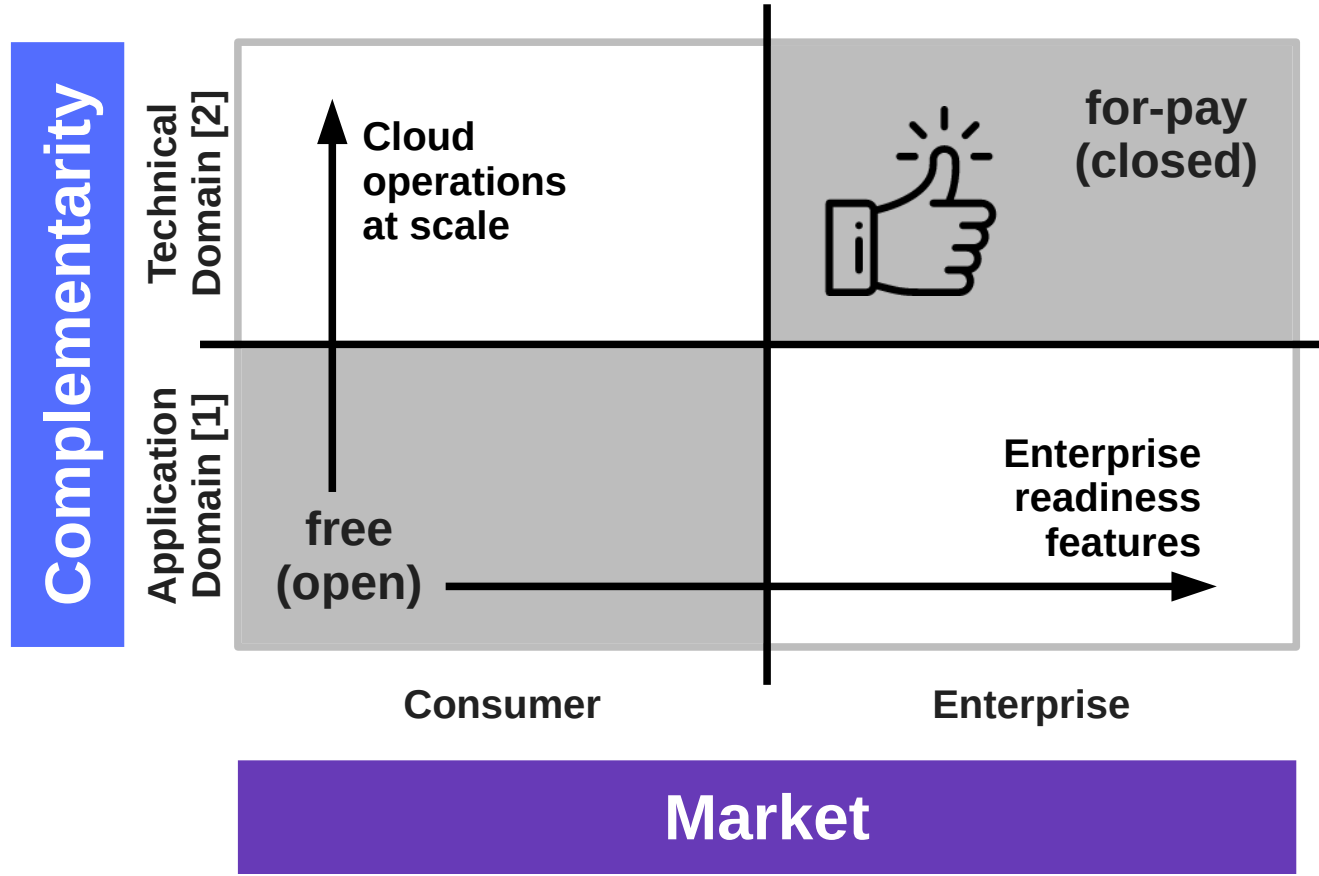 Complementarity
Technical
Domain [2]
Application
Domain [1]
Cloud
operations
at scale
for-pay
(closed)
free
(open)
Enterprise
readiness
features
Consumer
Enterprise
Market